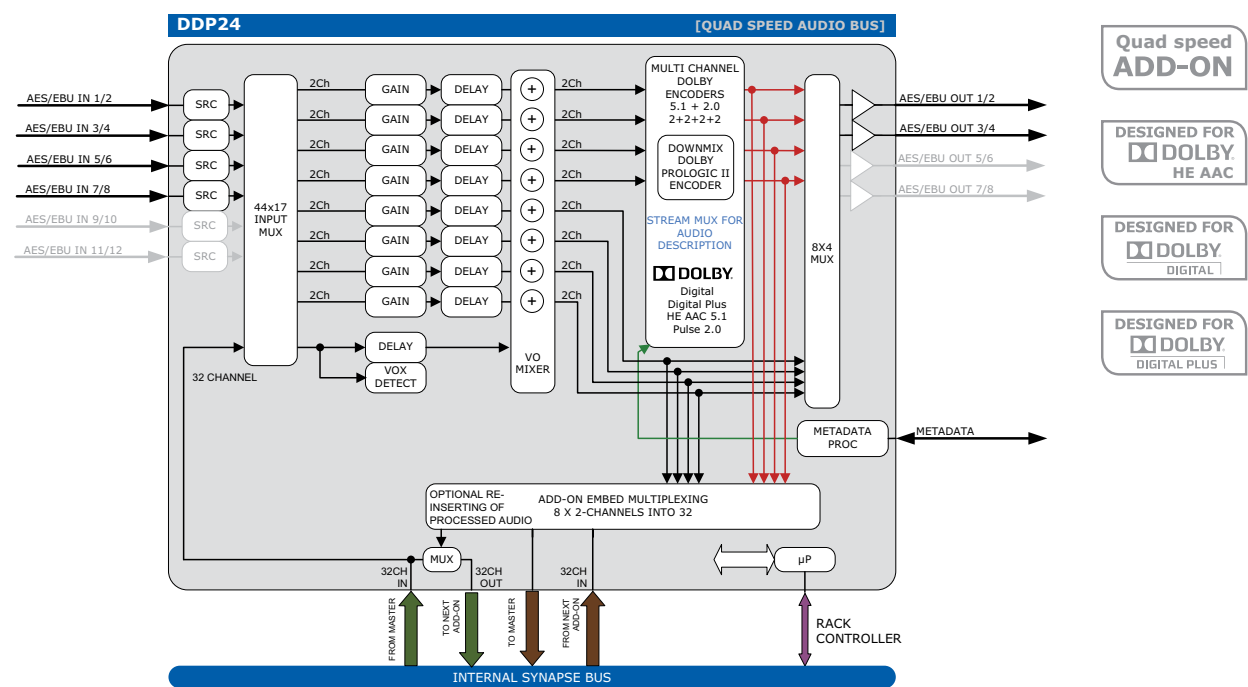 DDP24
[QUAD SPEED AUDIO BUS]
Quad speed
ADD-ON
DESIGNED FOR
DOLBY
HE AAC
DESIGNED FOR
DOLBY
DIGITAL
DESIGNED FOR
DOLBY
DIGITAL PLUS
AES/EBU IN 1/2
AES/EBU IN 3/4
AES/EBU IN 5/6
AES/EBU IN 7/8
AES/EBU IN 9/10
AES/EBU IN 11/12
SRC
SRC
SRC
SRC
SRC
SRC
44x17
INPUT
MUX
32 CHANNEL
2Ch
2Ch
2Ch
2Ch
2Ch
2Ch
2Ch
2Ch
GAIN
GAIN
GAIN
GAIN
GAIN
GAIN
GAIN
GAIN
DELAY
VOX
DETECT
DELAY
DELAY
DELAY
DELAY
DELAY
DELAY
DELAY
DELAY
+
+
+
+
+
+
+
+
VO
MIXER
2Ch
2Ch
2Ch
2Ch
2Ch
2Ch
2Ch
2Ch
MULTI CHANNEL
DOLBY
ENCODERS
5.1 + 2.0
2+2+2+2
DOWNMIX
DOLBY
PROLOGIC II
ENCODER
STREAM MUX FOR
AUDIO
DESCRIPTION
DOLBY
Digital
Digital Plus
HE AAC 5.1
Pulse 2.0
8X4
MUX
AES/EBU OUT 1/2
AES/EBU OUT 3/4
AES/EBU OUT 5/6
AES/EBU OUT 7/8
METADATA
PROC
METADATA
OPTIONAL RE-
INSERTING OF
PROCESSED AUDIO
ADD-ON EMBED MULTIPLEXING
8 X 2-CHANNELS INTO 32
MUX
32CH
IN
32CH
OUT
32CH
IN
µP
FROM MASTER
TO NEXT
ADD-ON
TO MASTER
FROM NEXT
ADD-ON
RACK
CONTROLLER
INTERNAL SYNAPSE BUS